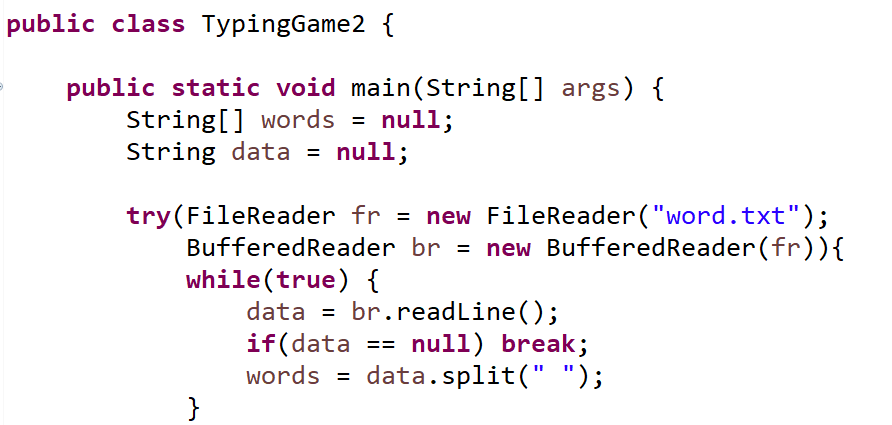 public class TypingGame2 {
public static void main(String[] args) {
String[] words = null;
String data = null;
try(FileReader fr = new FileReader("word.txt");
BufferedReader br = new BufferedReader(fr)){
while(true) {
data = br.readLine();
if(data == null) break;
words = data.split(" ");
}